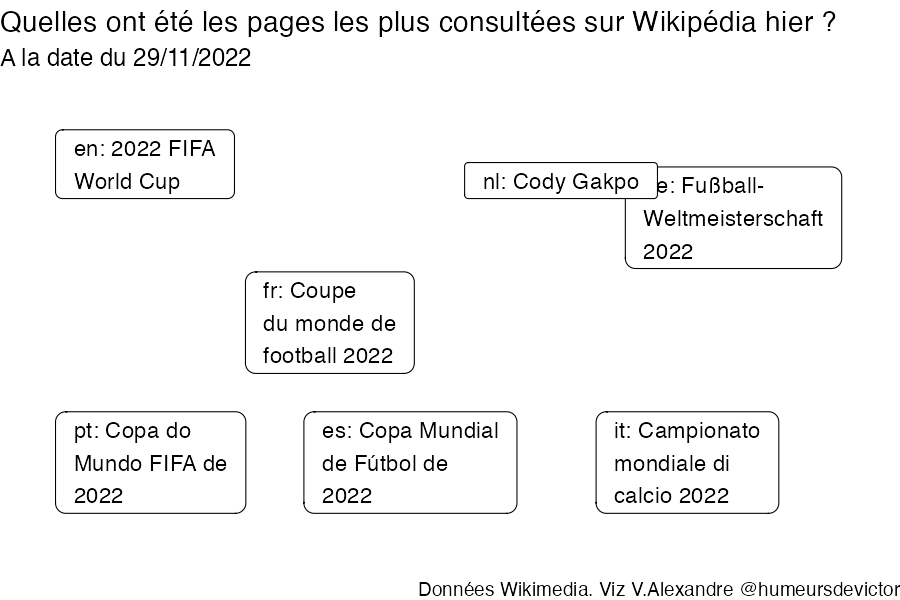 Quelles ont été les pages les plus consultées sur Wikipédia hier ?
A la date du 29/11/2022
en: 2022 FIFA
World Cup
nl: Cody Gakpo
e: Fußball-
Weltmeisterschaft
2022
fr: Coupe
du monde de
football 2022
pt: Copa do
Mundo FIFA de
2022
es: Copa Mundial
de Fútbol de
2022
it: Campionato
mondiale di
calcio 2022
Données Wikimedia. Viz V.Alexandre @humeursdevictor